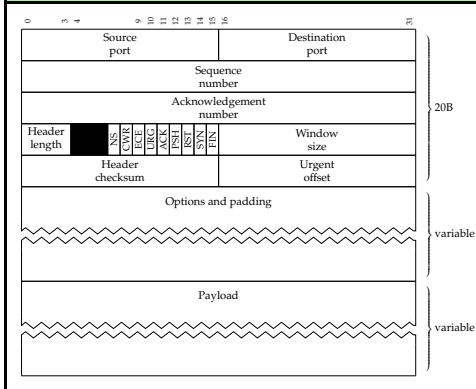 0 3 4 9 10 11 12 13 14 15 16 31
Source Destination
port port
Sequence
number
Acknowledgement
number
20B
Header NS CWR ECE URG ACK PSH RST SYN FIN Window
length size
Header Urgent
checksum offset
Options and padding
variable
Payload
variable